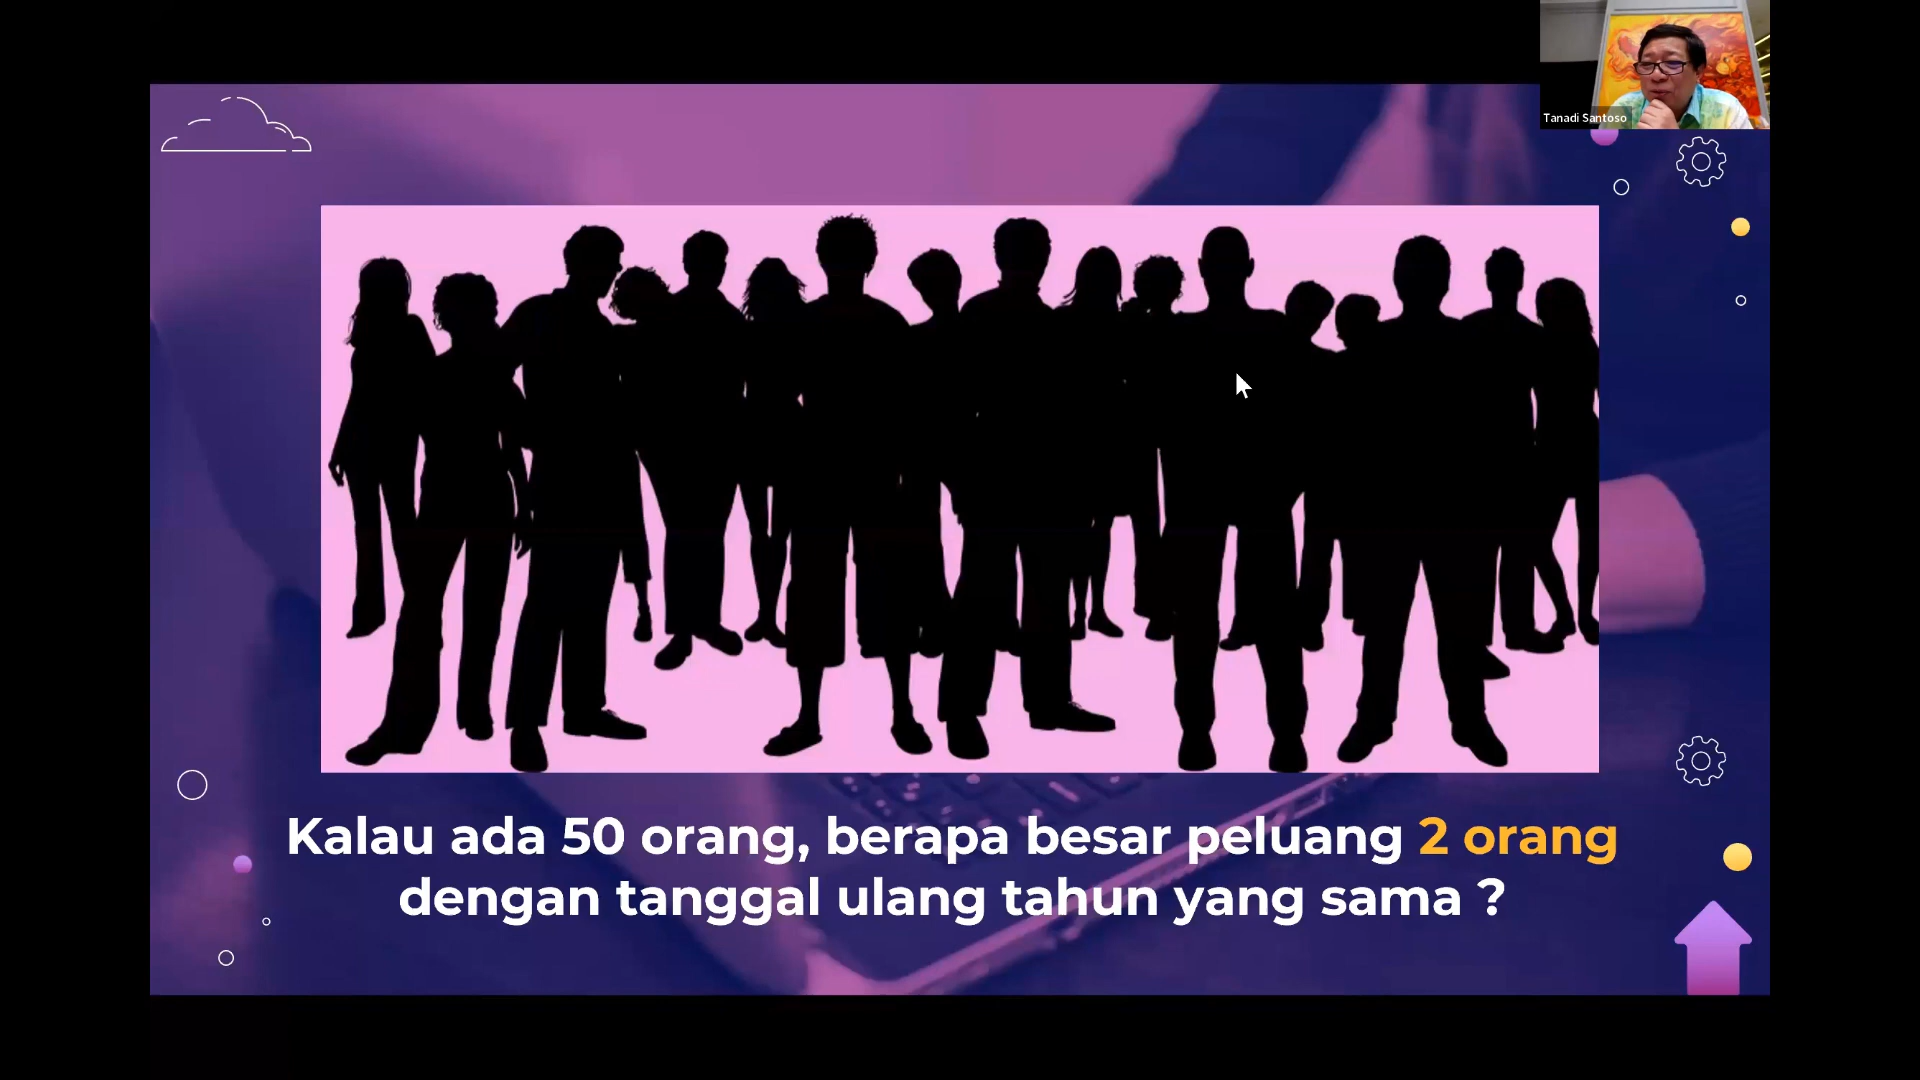 Tanadi Santoso
Kalau ada 50 orang, berapa besar peluang 2 orang
dengan tanggal ulang tahun yang sama ?